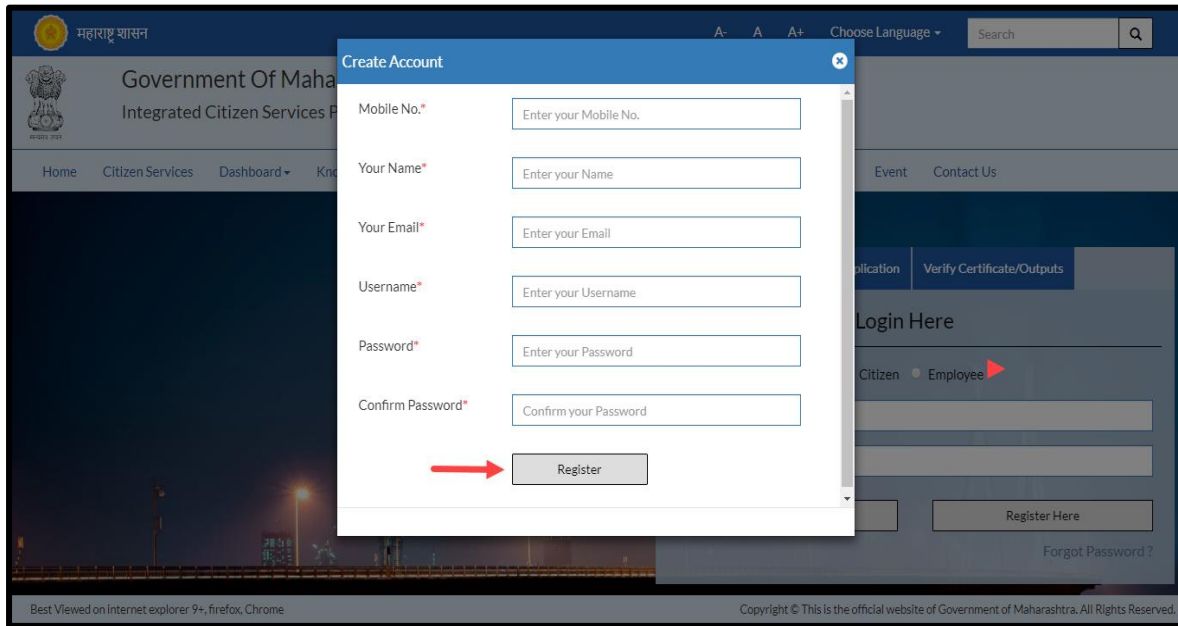 महाराष्ट्र शासन
A- A A+ Choose Language Search
Government Of Maha
Integrated Citizen Services P
सत्यमेव जयते
Home Citizen Services Dashboard Kno Event Contact Us
Create Account
Mobile No.* Enter your Mobile No.
Your Name* Enter your Name
Your Email* Enter your Email
Username* Enter your Username
Password* Enter your Password
Confirm Password* Confirm your Password
Register
plication Verify Certificate/Outputs
Login Here
Citizen Employee
Register Here
Forgot Password ?
Best Viewed on Internet explorer 9+, firefox, Chrome
Copyright © This is the official website of Government of Maharashtra. All Rights Reserved.